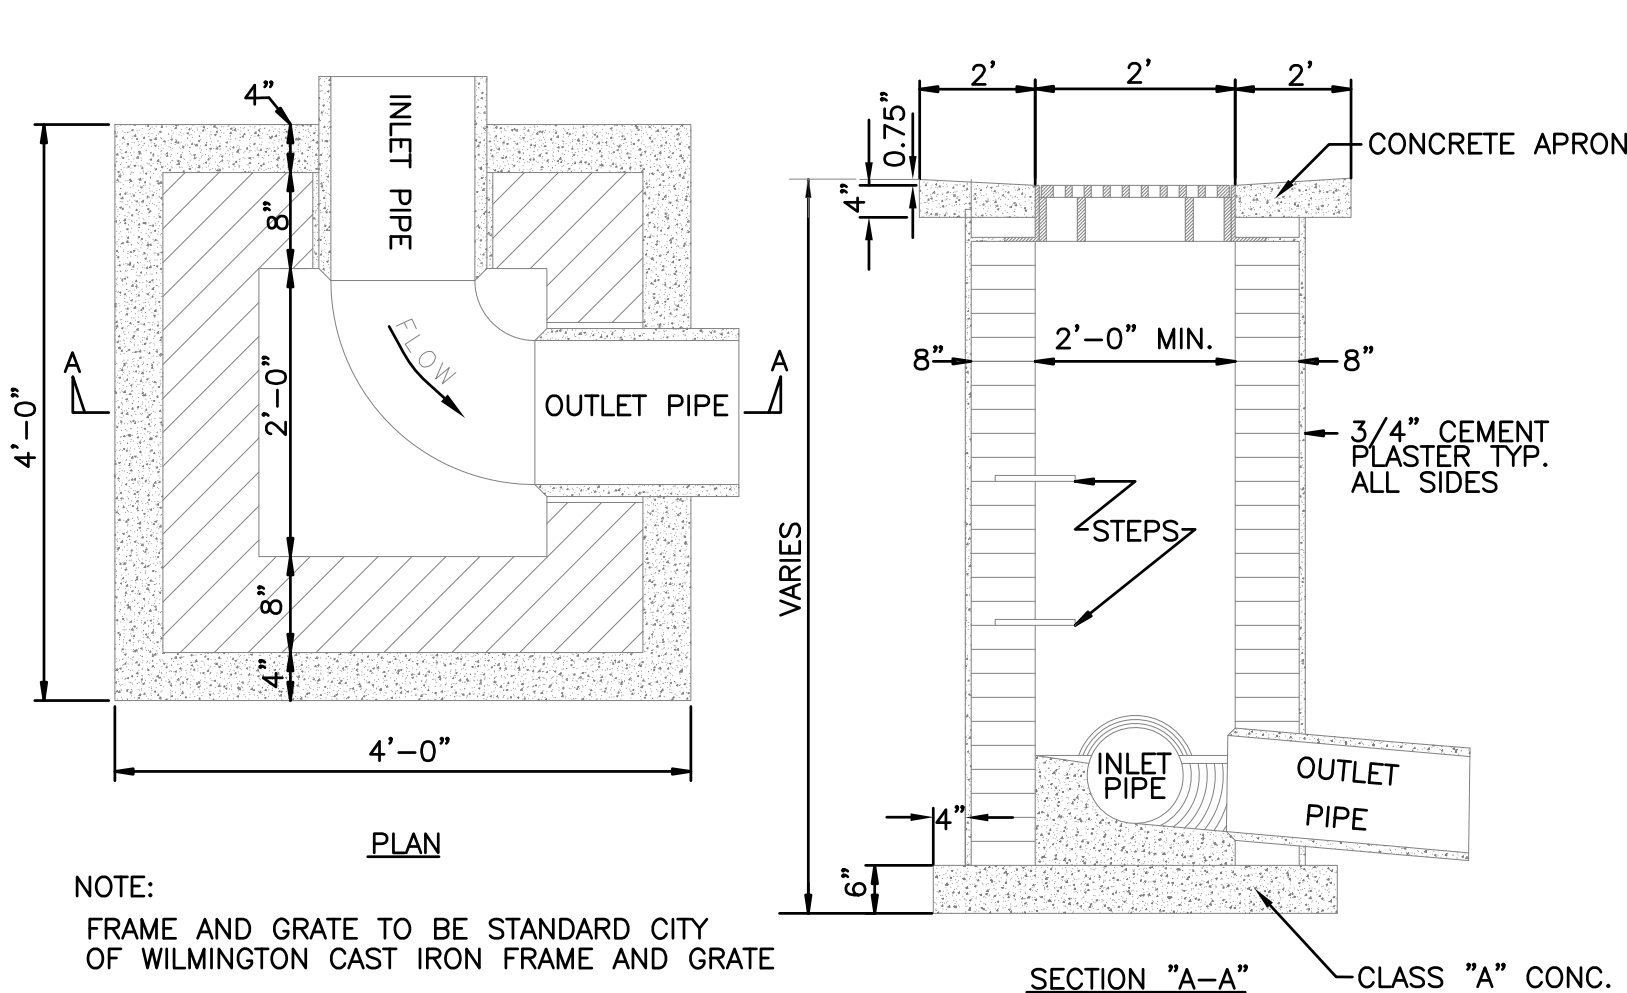 4"
INLET PIPE
8"
4'-0"
A
FLOW
2'-0"
OUTLET PIPE
A
8"
4"
4'-0"
PLAN
NOTE:
FRAME AND GRATE TO BE STANDARD CITY
OF WILMINGTON CAST IRON FRAME AND GRATE
2'
2'
2'
0.75"
4"
CONCRETE APRON
2'-0" MIN.
8"
8"
3/4" CEMENT
PLASTER TYP.
ALL SIDES
STEPS
VARIES
INLET
PIPE
OUTLET
PIPE
4"
6"
SECTION "A-A"
CLASS "A" CONC.